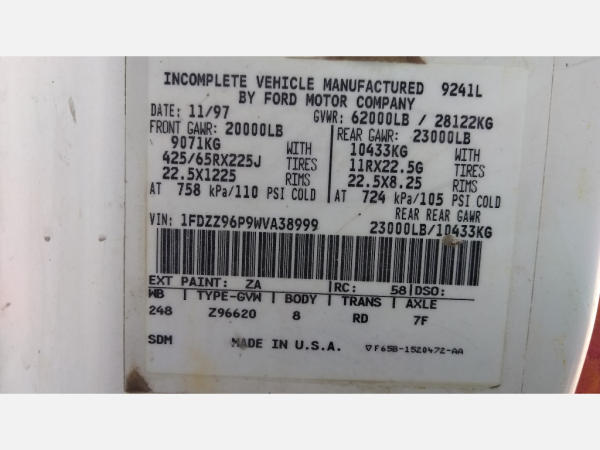 INCOMPLETE VEHICLE MANUFACTURED 9241L
BY FORD MOTOR COMPANY
DATE: 11/97 GVWR: 62000LB / 28122KG
FRONT GAWR: 20000LB REAR GAWR: 23000LB
9071KG WITH 10433KG WITH
425/65RX225J TIRES 11RX22.5G TIRES
22.5X1225 RIMS 22.5X8.25 RIMS
AT 758 kPa/110 PSI COLD AT 724 kPa/105 PSI COLD
REAR REAR GAWR
VIN: 1FDZZ96P9WVA38999 23000LB/10433KG
EXT PAINT: ZA RC: 58 DSO:
WB TYPE-GVW BODY TRANS AXLE
248 Z96620 8 RD 7F
SDM MADE IN U.S.A. ▽F65B-1520472-AA